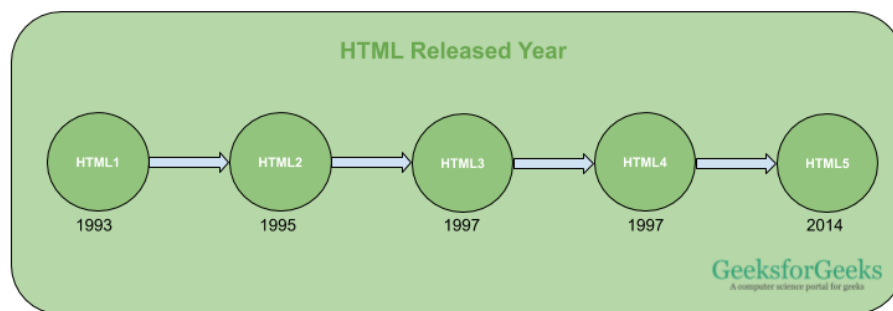 HTML Released Year
HTML1
HTML2
HTML3
HTML4
HTML5
1993
1995
1997
1997
2014
GeeksforGeeks
A computer science portal for geeks